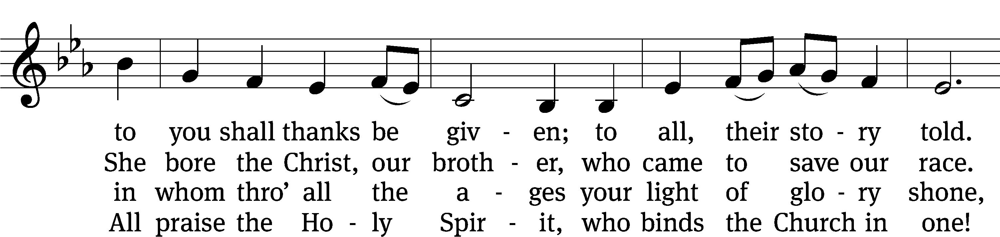 to you shall thanks be giv - en; to all, their sto - ry told.
She bore the Christ, our broth - er, who came to save our race.
in whom thro’ all the a - ges your light of glo - ry shone,
All praise the Ho - ly Spir - it, who binds the Church in one!